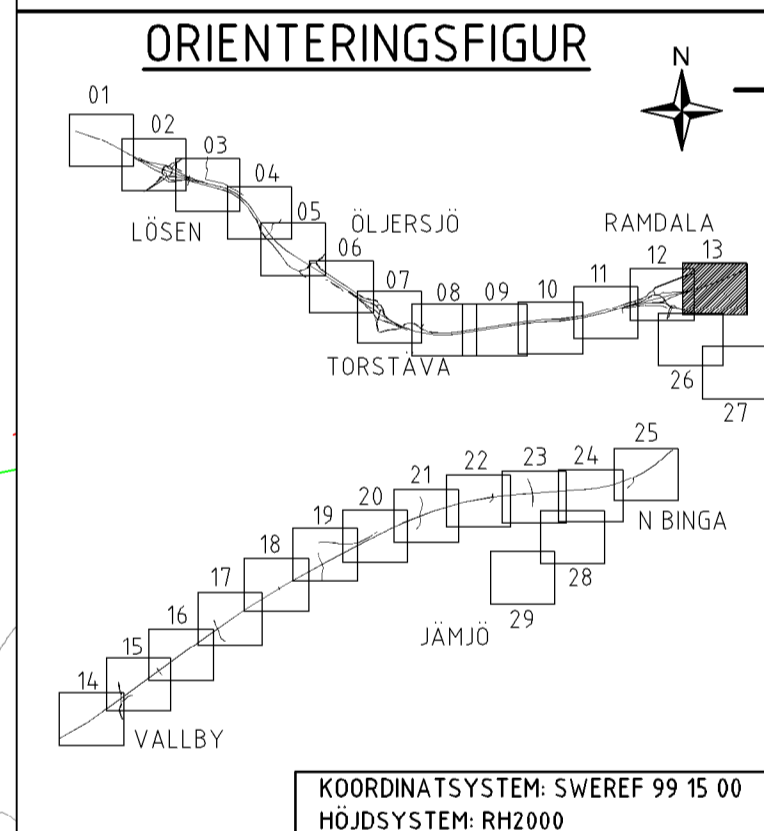 ORIENTERINGSFIGUR
N
01
02
03
04
LÖSEN
05
ÖLJERSJÖ
RAMDALA
06
12
13
07
08
09
10
11
TORSTÄVA
26
27
25
24
23
22
21
20
N BINGA
19
18
28
17
29
16
JÄMJÖ
15
14
VALLBY
KOORDINATSYSTEM: SWEREF 99 15 00
HÖJDSYSTEM: RH2000